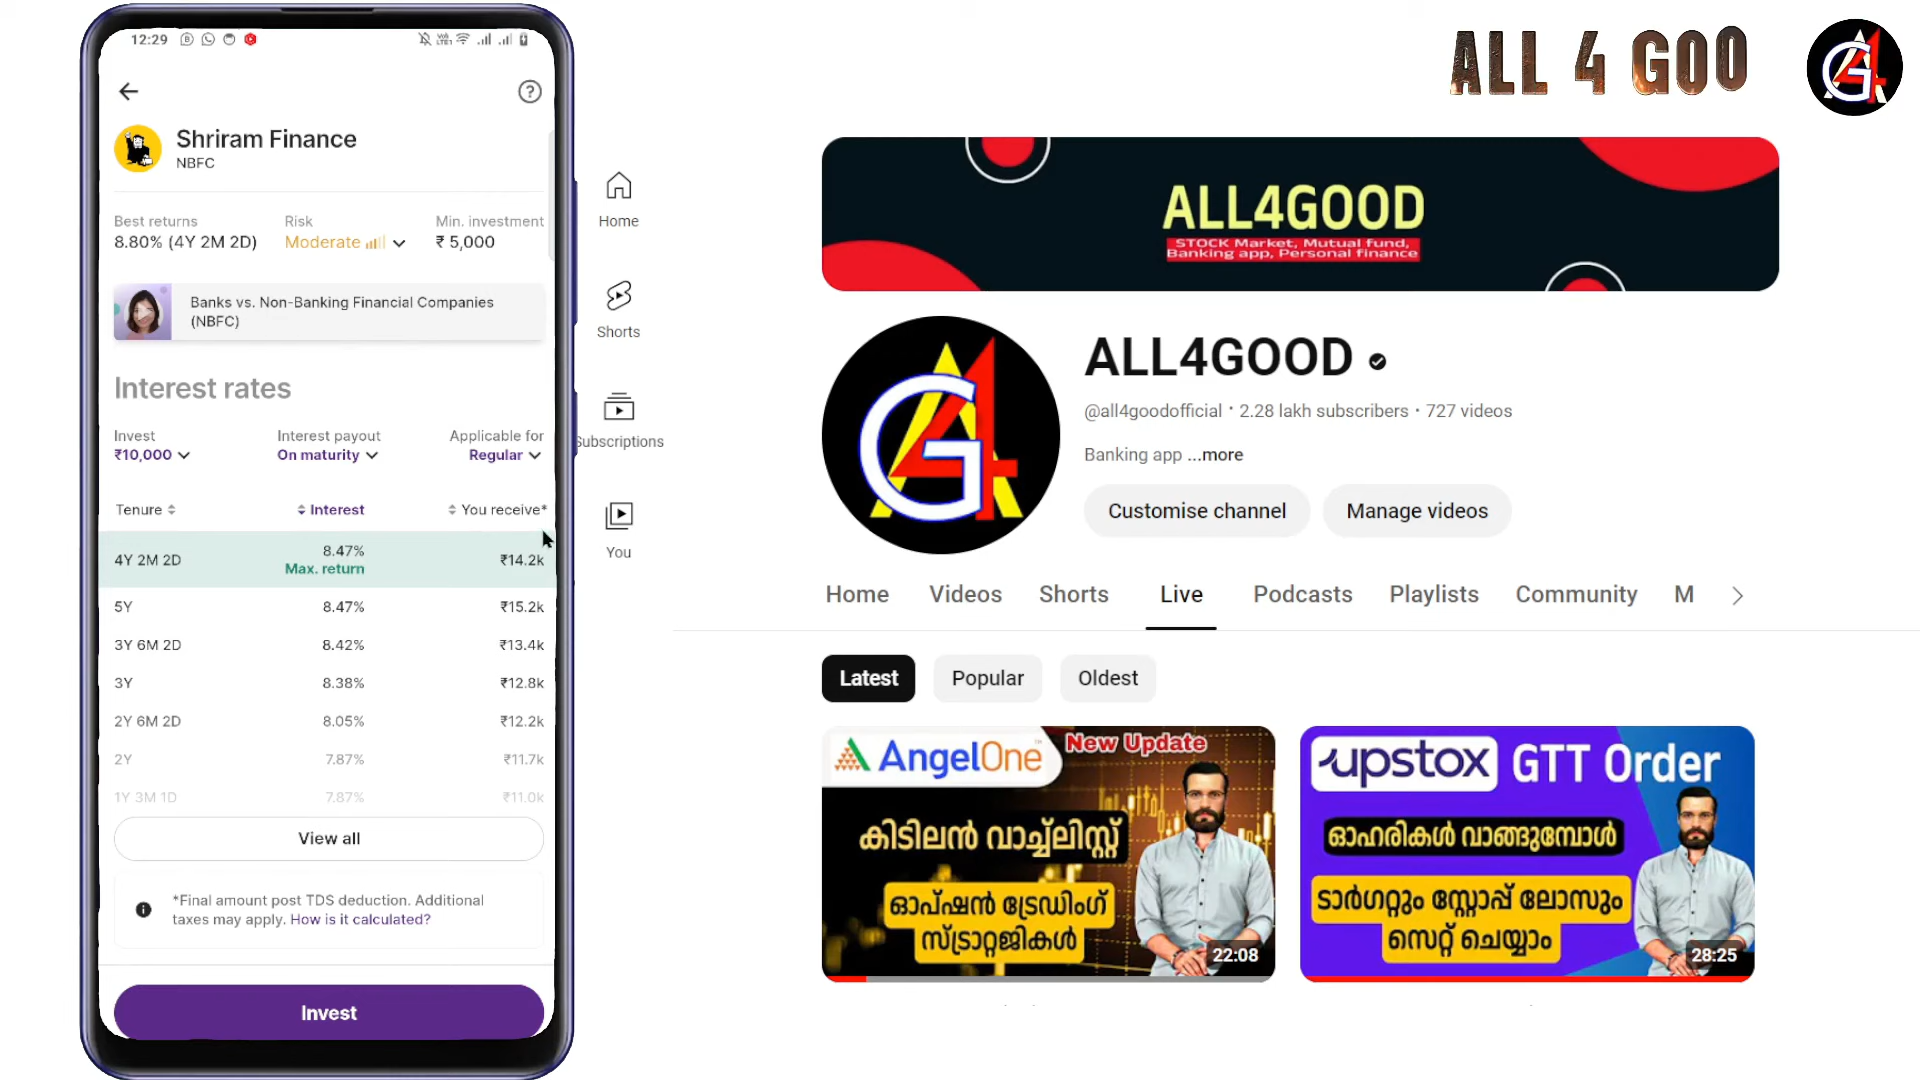 12:29
Shriram Finance
NBFC
Best returns
8.80% (4Y 2M 2D)
Risk
Moderate
Min. investment
₹ 5,000
Banks vs. Non-Banking Financial Companies
(NBFC)
Interest rates
Invest
₹10,000
Interest payout
On maturity
Applicable for
Regular
Tenure Interest You receive*
4Y 2M 2D 8.47% ₹14.2k
Max. return
5Y 8.47% ₹15.2k
3Y 6M 2D 8.42% ₹13.4k
3Y 8.38% ₹12.8k
2Y 6M 2D 8.05% ₹12.2k
2Y 7.87% ₹11.7k
1Y 3M 1D 7.87% ₹11.0k
View all
*Final amount post TDS deduction. Additional
taxes may apply. How is it calculated?
Invest
Home
Shorts
Subscriptions
You
ALL 4 GOO
ALL4GOOD
STOCK Market, Mutual fund,
Banking app, Personal finance
ALL4GOOD
@all4goodofficial • 2.28 lakh subscribers • 727 videos
Banking app ...more
Customise channel Manage videos
Home Videos Shorts Live Podcasts Playlists Community M
Latest Popular Oldest
AngelOne
New Update
കിടിലൻ വാച്ച്ലിസ്റ്റ്
ഓപ്ഷൻ ട്രേഡിംഗ്
സ്ട്രാറ്റജികൾ
22:08
upstox GTT Order
ഓഹരികൾ വാങ്ങുമ്പോൾ
ടാർഗറ്റും സ്റ്റോപ്പ് ലോസും
സെറ്റ് ചെയ്യാം
28:25